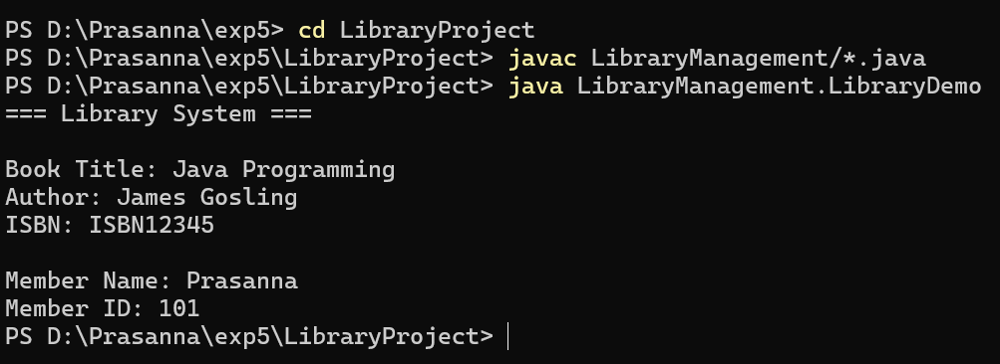 PS D:\Prasanna\exp5> cd LibraryProject
PS D:\Prasanna\exp5\LibraryProject> javac LibraryManagement/*.java
PS D:\Prasanna\exp5\LibraryProject> java LibraryManagement.LibraryDemo
=== Library System ===
Book Title: Java Programming
Author: James Gosling
ISBN: ISBN12345
Member Name: Prasanna
Member ID: 101
PS D:\Prasanna\exp5\LibraryProject>